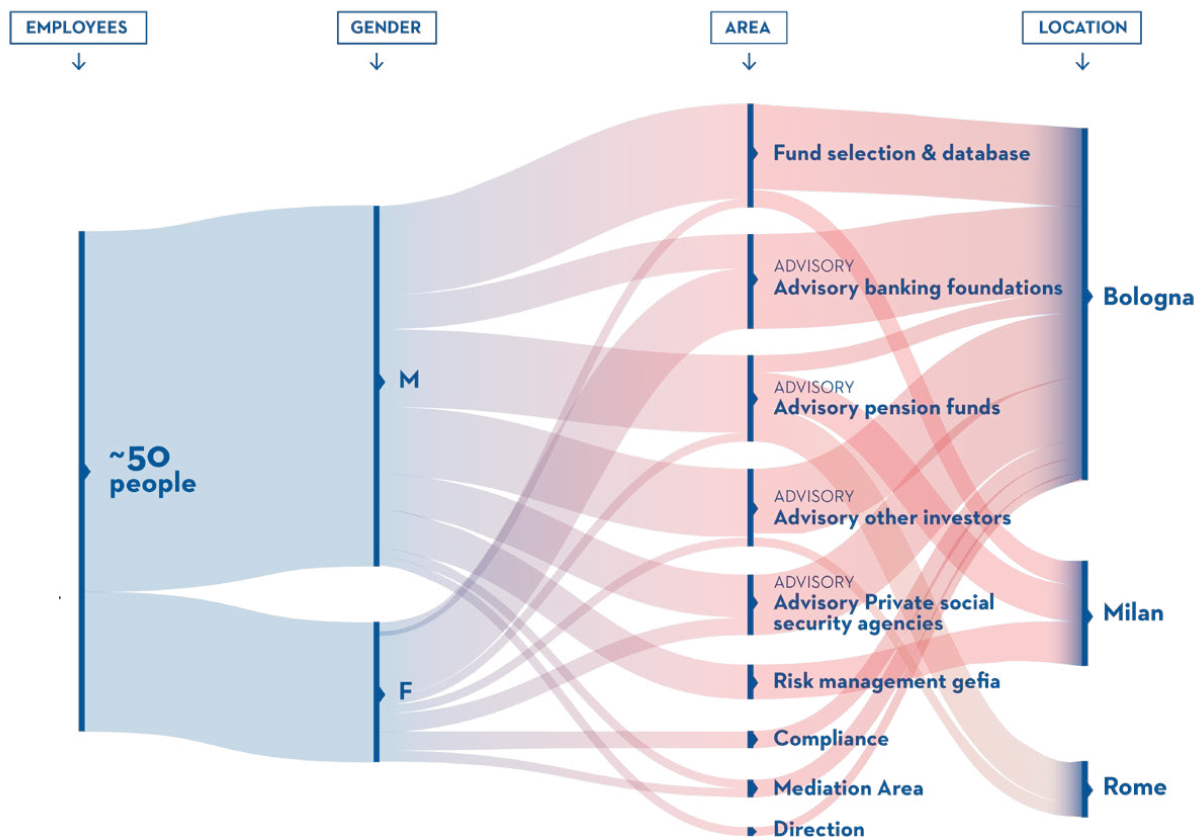 EMPLOYEES
GENDER
AREA
LOCATION
~50
people
M
F
Fund selection & database
ADVISORY
Advisory banking foundations
ADVISORY
Advisory pension funds
ADVISORY
Advisory other investors
ADVISORY
Advisory Private social
security agencies
Risk management gefia
Compliance
Mediation Area
Direction
Bologna
Milan
Rome